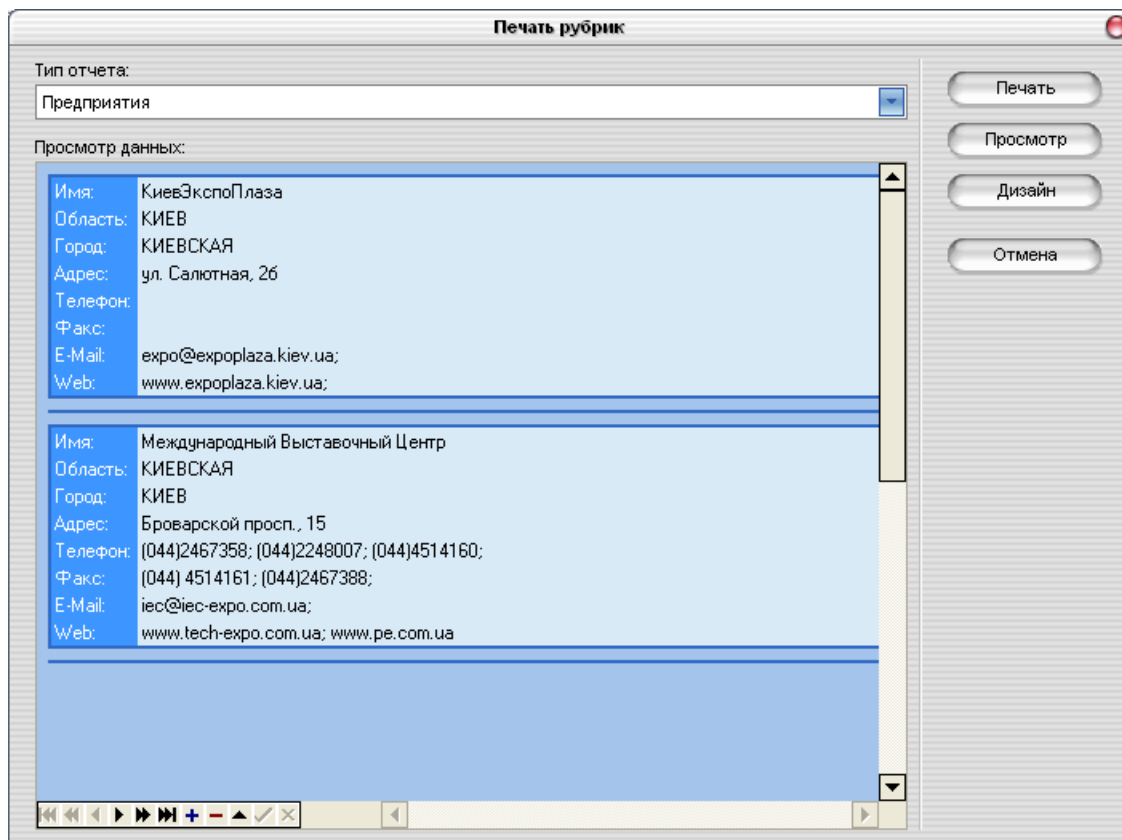 Печать рубрик
Тип отчета:
Предприятия
Просмотр данных:
Имя: КиевЭкспоПлаза
Область: КИЕВ
Город: КИЕВСКАЯ
Адрес: ул. Салютная, 2б
Телефон:
Факс:
E-Mail: expo@expoplaza.kiev.ua;
Web: www.expoplaza.kiev.ua;
Имя: Международный Выставочный Центр
Область: КИЕВСКАЯ
Город: КИЕВ
Адрес: Броварской просп., 15
Телефон: (044)2467358; (044)2248007; (044)4514160;
Факс: (044) 4514161; (044)2467388;
E-Mail: iec@iec-expo.com.ua;
Web: www.tech-expo.com.ua; www.pe.com.ua
Печать
Просмотр
Дизайн
Отмена